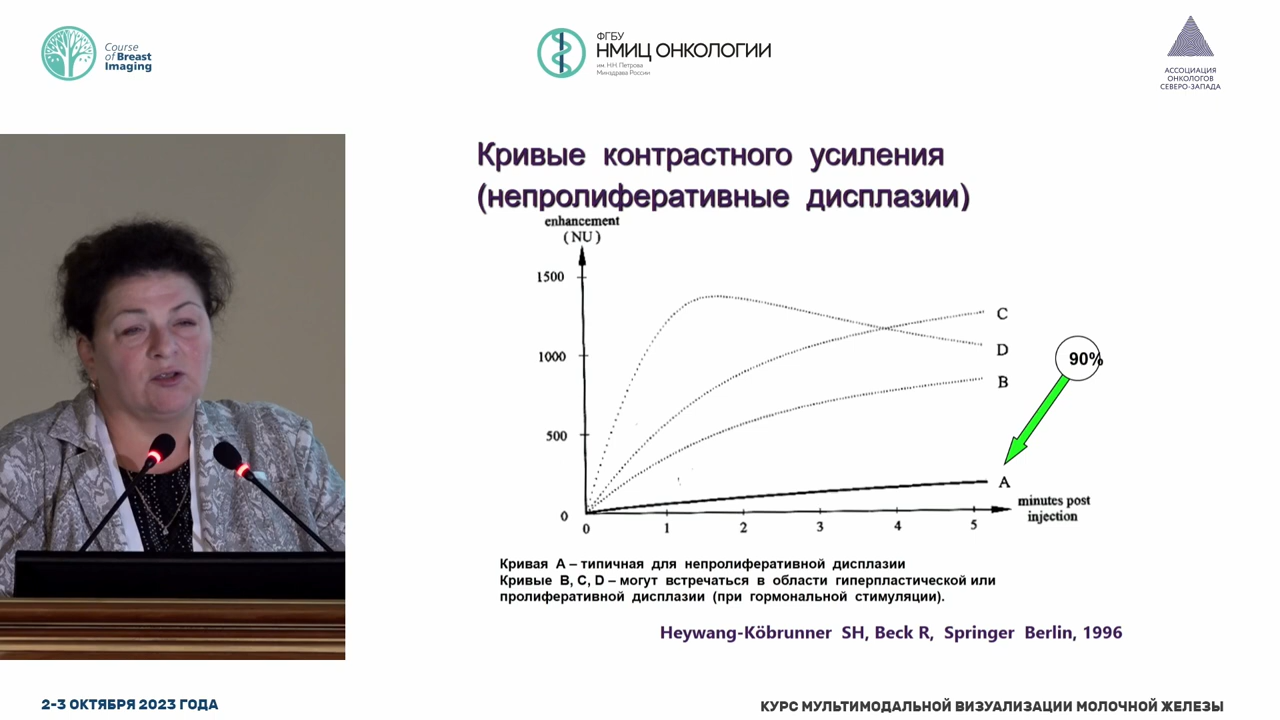 Course
of Breast
Imaging
ФГБУ
НМИЦ ОНКОЛОГИИ
им. Н.Н. Петрова
Минздрава России
АССОЦИАЦИЯ
ОНКОЛОГОВ
СЕВЕРО-ЗАПАДА
Кривые контрастного усиления
(непролиферативные дисплазии)
enhancement
(NU)
1500
1000
500
0
0 1 2 3 4 5
C
D
B
A
90%
minutes post
injection
Кривая А – типичная для непролиферативной дисплазии
Кривые В, С, D – могут встречаться в области гиперпластической или
пролиферативной дисплазии (при гормональной стимуляции).
Heywang-Köbrunner SH, Beck R, Springer Berlin, 1996
2-3 ОКТЯБРЯ 2023 ГОДА
КУРС МУЛЬТИМОДАЛЬНОЙ ВИЗУАЛИЗАЦИИ МОЛОЧНОЙ ЖЕЛЕЗЫ